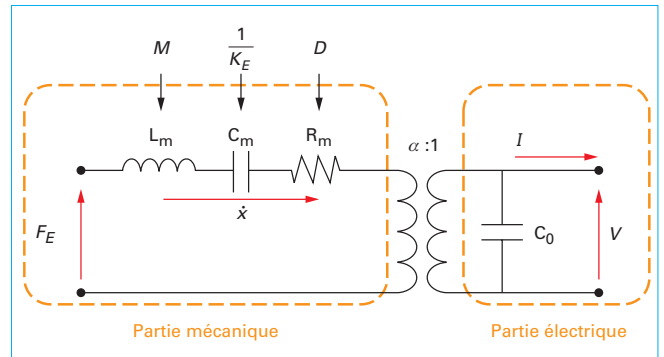 M
1
K_E
D
L_m
C_m
R_m
α :1
I
F_E
ẋ
C_0
V
Partie mécanique
Partie électrique